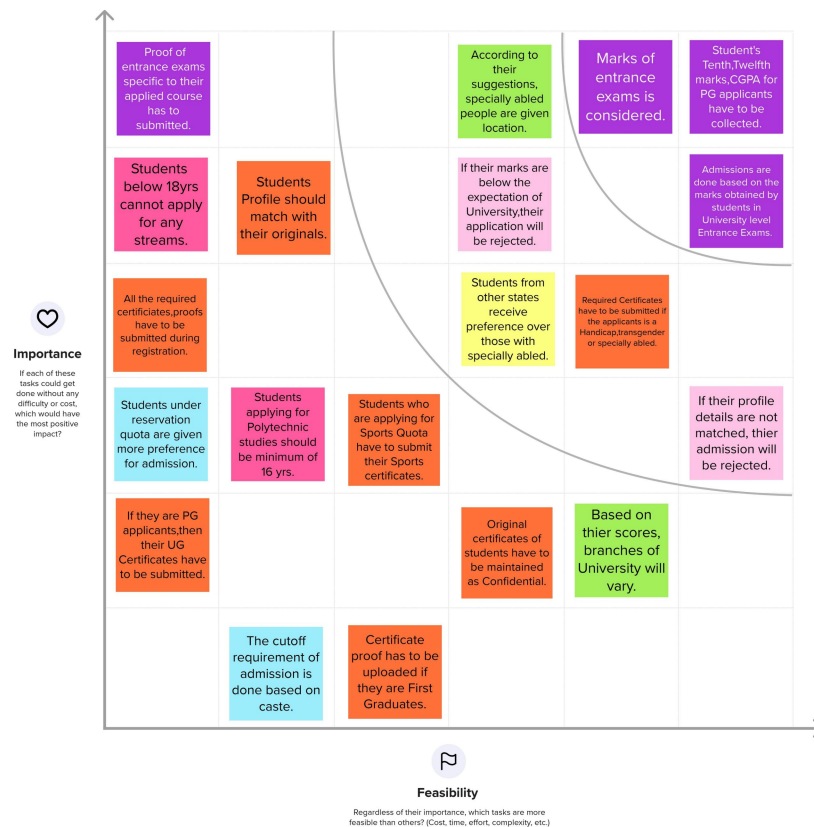 Proof of
entrance exams
specific to their
applied course
has to
submitted.
According to
their
suggestions,
specially abled
people are given
location.
Marks of
entrance
exams is
considered.
Student's
Tenth,Twelfth
marks,CGPA for
PG applicants
have to be
collected.
Students
below 18yrs
cannot apply
for any
streams.
Students
Profile should
match with
their originals.
If their marks are
below the
expectation of
University,their
application will
be rejected.
Admissions are
done based on the
marks obtained by
students in
University level
Entrance Exams.
All the required
certificiates,proofs
have to be
submitted during
registration.
Students from
other states
receive
preference over
those with
specially abled.
Required Certificates
have to be submitted if
the applicants is a
Handicap,transgender
or specially abled.
Importance
If each of these
tasks could get
done without any
difficulty or cost,
which would have
the most positive
impact?
Students under
reservation
quota are given
more preference
for admission.
Students
applying for
Polytechnic
studies should
be minimum of
16 yrs.
Students who
are applying for
Sports Quota
have to submit
their Sports
certificates.
If their profile
details are not
matched, thier
admission will
be rejected.
If they are PG
applicants,then
their UG
Certificates have
to be submitted.
Original
certificates of
students have to
be maintained
as Confidential.
Based on
thier scores,
branches of
University will
vary.
The cutoff
requirement of
admission is
done based on
caste.
Certificate
proof has to be
uploaded if
they are First
Graduates.
Feasibility
Regardless of their importance, which tasks are more
feasible than others? (Cost, time, effort, complexity, etc.)